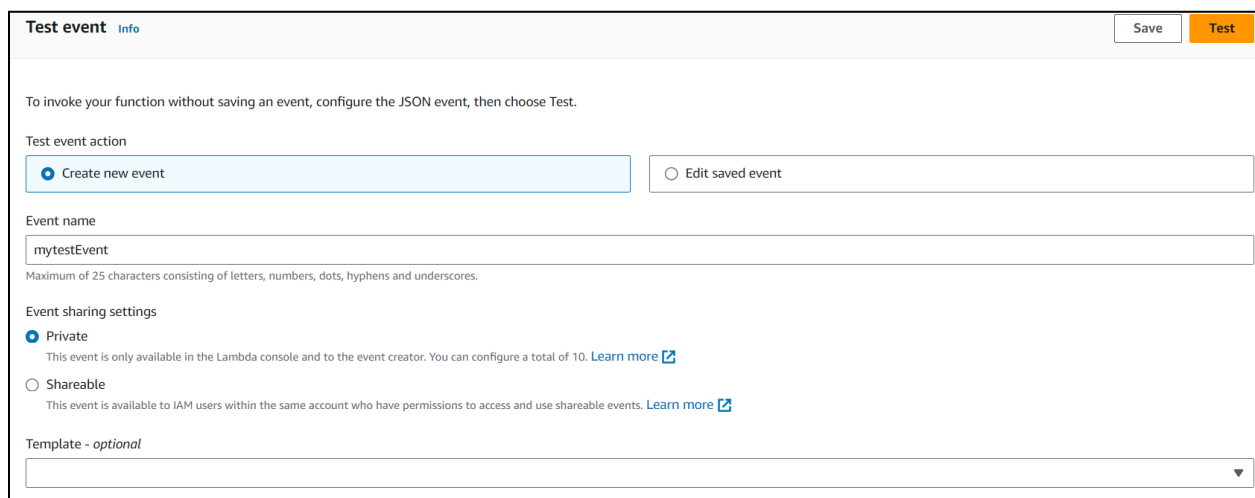 Test event Info Save Test
To invoke your function without saving an event, configure the JSON event, then choose Test.
Test event action
Create new event Edit saved event
Event name
mytestEvent
Maximum of 25 characters consisting of letters, numbers, dots, hyphens and underscores.
Event sharing settings
Private
This event is only available in the Lambda console and to the event creator. You can configure a total of 10. Learn more
Shareable
This event is available to IAM users within the same account who have permissions to access and use shareable events. Learn more
Template - optional